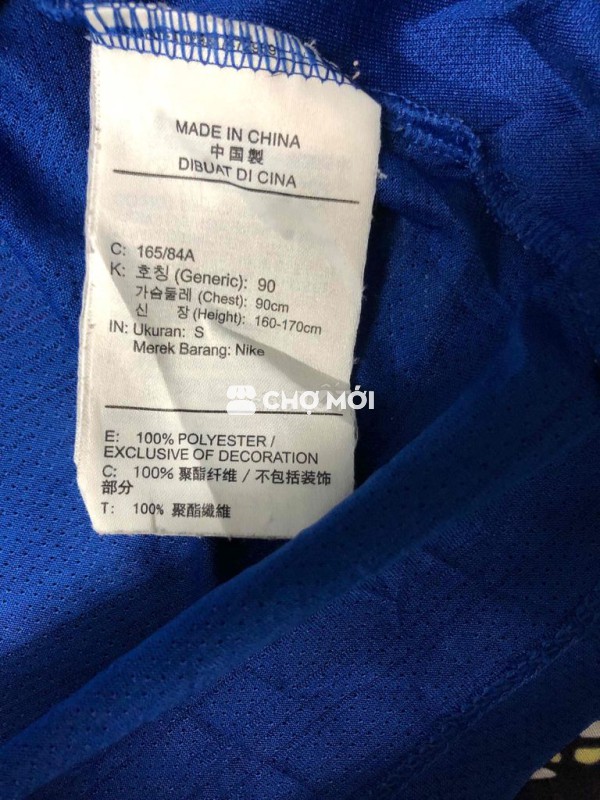 MADE IN CHINA
中国製
DIBUAT DI CINA
C: 165/84A
K: 호칭 (Generic): 90
가슴둘레 (Chest): 90cm
신 장 (Height): 160-170cm
IN: Ukuran: S
Merek Barang: Nike
CHỢ MỚI
E: 100% POLYESTER /
EXCLUSIVE OF DECORATION
C: 100% 聚酯纤维 / 不包括装饰
部分
T: 100% 聚酯纖維